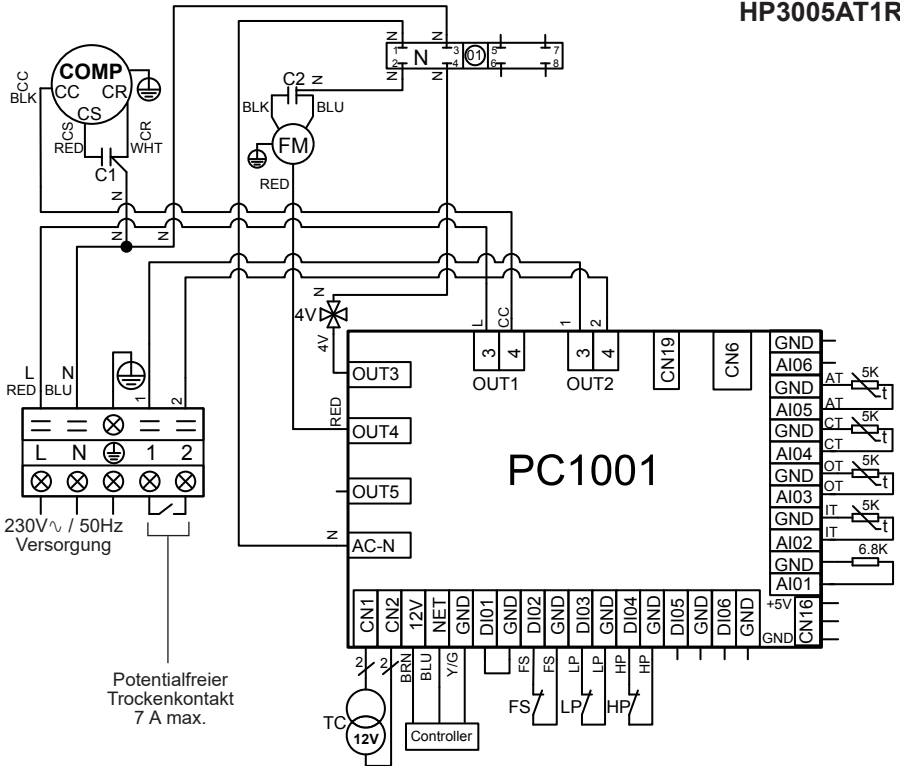 HP3005AT1R
COMP
CC
CR
CS
CC
BLK
CS
RED
CR
WHT
C1
N
N
N
N
1
2
N
3
4
01
5
6
7
8
N
N
N
N
N
C2
N
BLK
BLU
FM
RED
N
4V
4V
L
CC
1
2
3
4
OUT1
3
4
OUT2
CN19
CN6
OUT3
RED
OUT4
OUT5
N
AC-N
PC1001
GND
AI06
GND
AI05
GND
AI04
GND
AI03
GND
AI02
GND
AI01
AT
5K
t
AT
CT
5K
t
CT
OT
5K
t
OT
IT
5K
t
IT
6.8K
+5V
CN16
GND
L
RED
N
BLU
1
2
L N 1 2
230V∿ / 50Hz
Versorgung
Potentialfreier
Trockenkontakt
7 A max.
CN1
CN2
12V
NET
GND
DI01
GND
DI02
GND
DI03
GND
DI04
GND
DI05
GND
DI06
GND
2
2
BRN
BLU
Y/G
FS
FS
LP
LP
HP
HP
TC
12V
Controller
FS
LP
HP